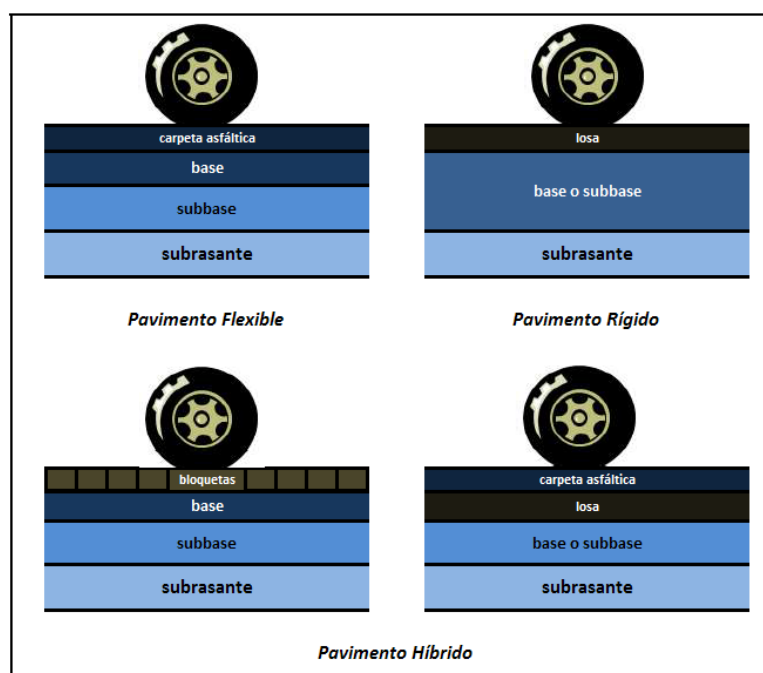 carpeta asfáltica
base
subbase
subrasante
Pavimento Flexible
losa
base o subbase
subrasante
Pavimento Rígido
bloquetas
base
subbase
subrasante
carpeta asfáltica
losa
base o subbase
subrasante
Pavimento Híbrido